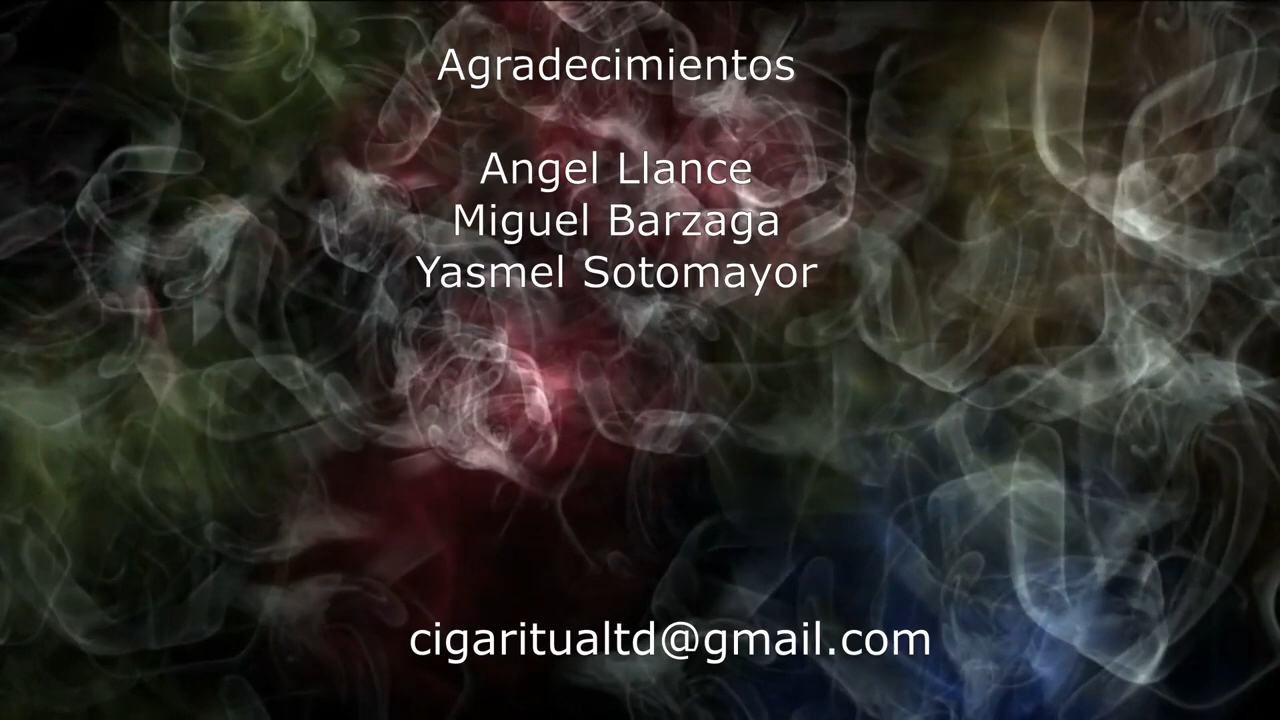 Agradecimientos
Angel Llance
Miguel Barzaga
Yasmel Sotomayor
cigaritualtd@gmail.com